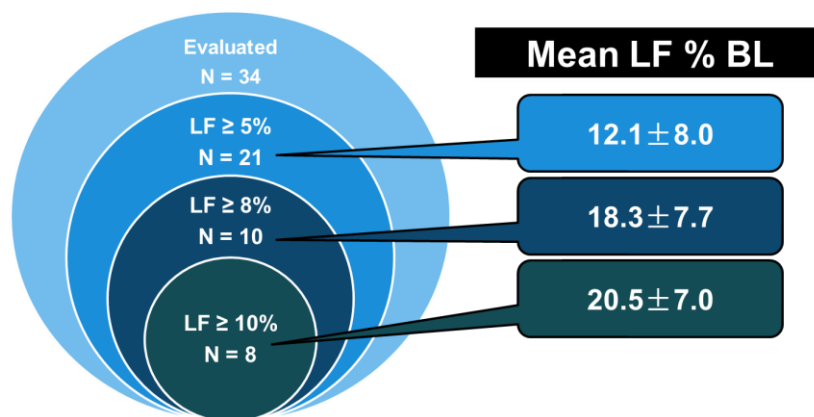 Evaluated
N = 34
LF ≥ 5%
N = 21
LF ≥ 8%
N = 10
LF ≥ 10%
N = 8
Mean LF % BL
12.1±8.0
18.3±7.7
20.5±7.0